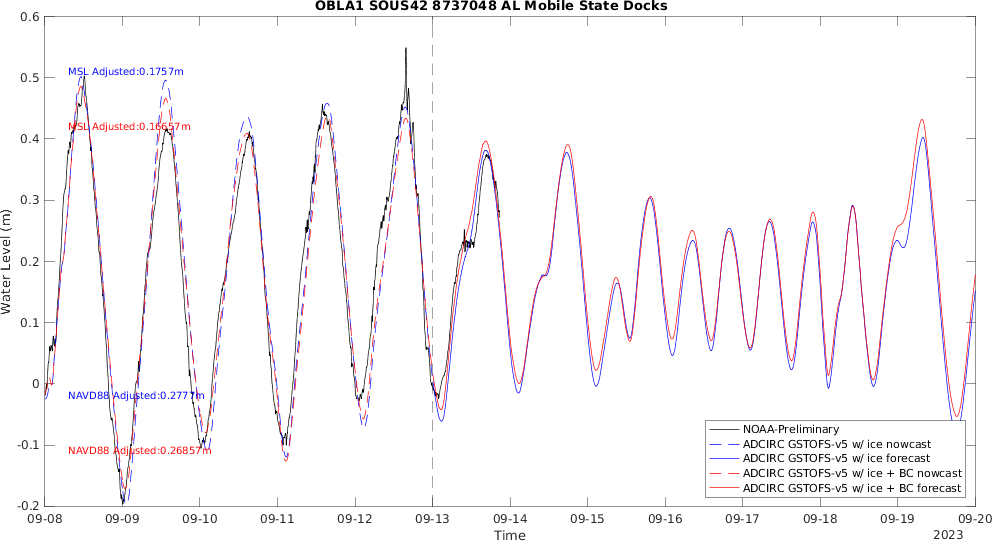 OBLA1 SOUS42 8737048 AL Mobile State Docks
0.6
0.5
0.4
0.3
0.2
0.1
0
-0.1
-0.2
Water Level (m)
MSL Adjusted:0.1757m
MSL Adjusted:0.16657m
NAVD88 Adjusted:0.2777m
NAVD88 Adjusted:0.26857m
NOAA-Preliminary
ADCIRC GSTOFS-v5 w/ ice nowcast
ADCIRC GSTOFS-v5 w/ ice forecast
ADCIRC GSTOFS-v5 w/ ice + BC nowcast
ADCIRC GSTOFS-v5 w/ ice + BC forecast
09-08 09-09 09-10 09-11 09-12 09-13 09-14 09-15 09-16 09-17 09-18 09-19 09-20
Time
2023